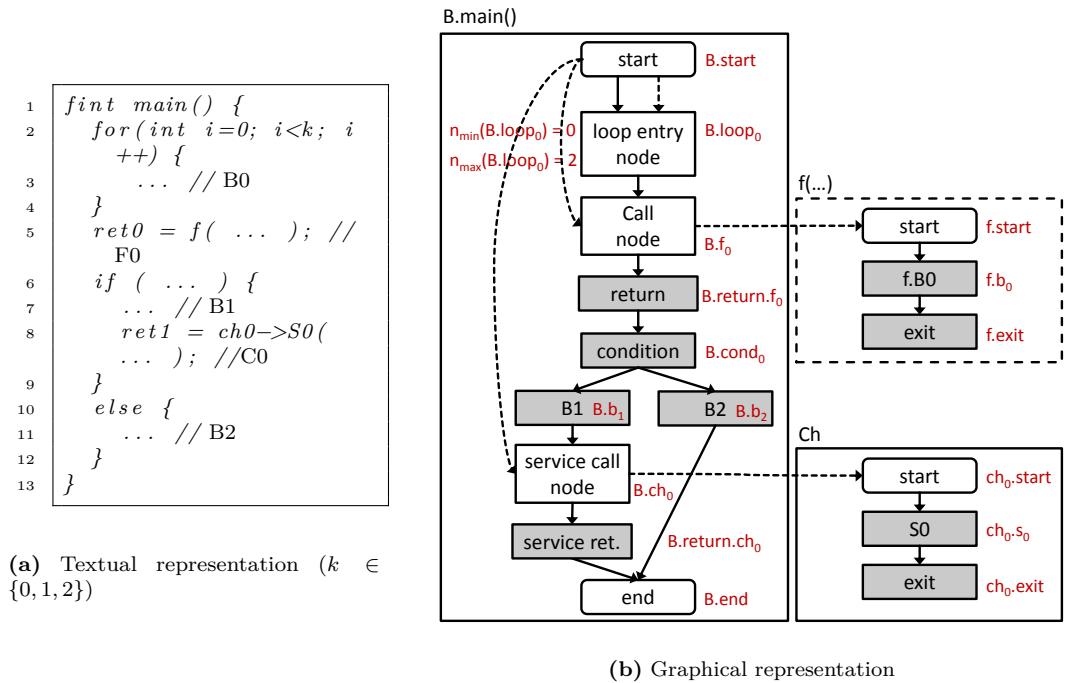 1 fint main() {
2 for(int i=0; i<k; i
++) {
3 ... // B0
4 }
5 ret0 = f( ... ); //
F0
6 if ( ... ) {
7 ... // B1
8 ret1 = ch0->S0(
... ); //C0
9 }
10 else {
11 ... // B2
12 }
13 }
(a) Textual representation (k ∈
{0, 1, 2})
B.main()
start
B.start
nmin(B.loop0) = 0
nmax(B.loop0) = 2
loop entry
node
B.loop0
Call
node
B.f0
return
B.return.f0
condition
B.cond0
B1 B.b1
B2 B.b2
service call
node
B.ch0
service ret.
B.return.ch0
end
B.end
f(...)
start
f.start
f.B0
f.b0
exit
f.exit
Ch
start
ch0.start
S0
ch0.s0
exit
ch0.exit
(b) Graphical representation